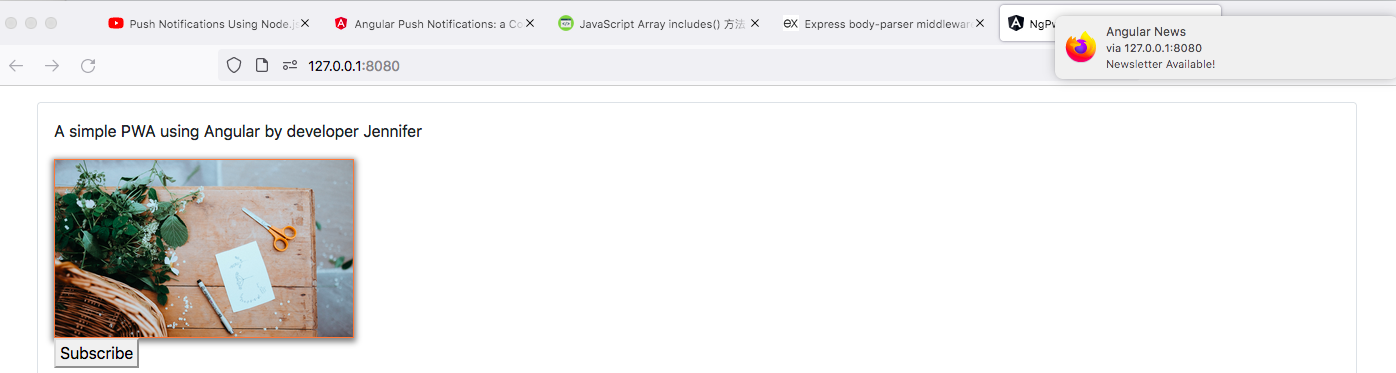 Push Notifications Using Node.j
Angular Push Notifications: a Co
JavaScript Array includes() 方法
ex
Express body-parser middlewar
NgPw
Angular News
via 127.0.0.1:8080
Newsletter Available!
127.0.0.1:8080
A simple PWA using Angular by developer Jennifer
Subscribe